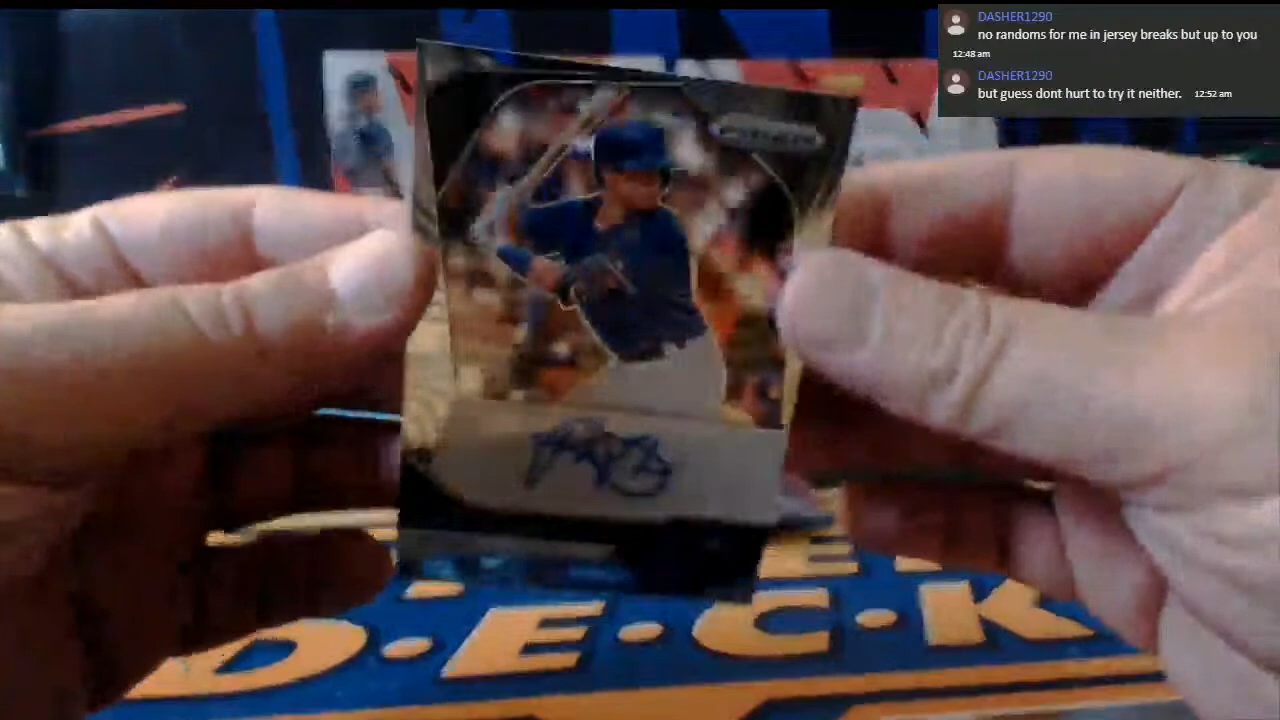 DASHER1290
no randoms for me in jersey breaks but up to you
12:48 am
DASHER1290
but guess dont hurt to try it neither. 12:52 am
PRIZM
D·E·C·K